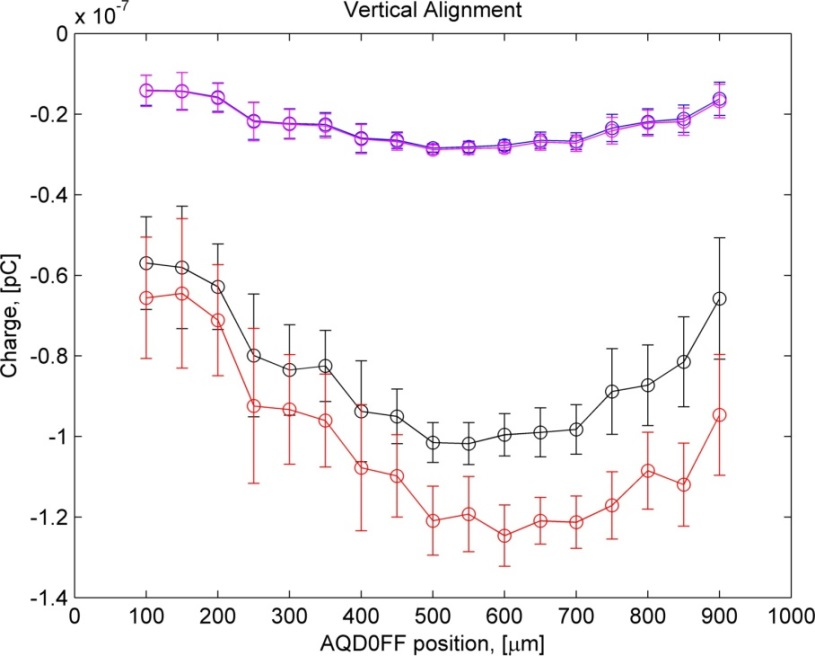 Vertical Alignment
x 10⁻⁷
0
-0.2
-0.4
-0.6
-0.8
-1
-1.2
-1.4
Charge, [pC]
0 100 200 300 400 500 600 700 800 900 1000
AQD0FF position, [μm]